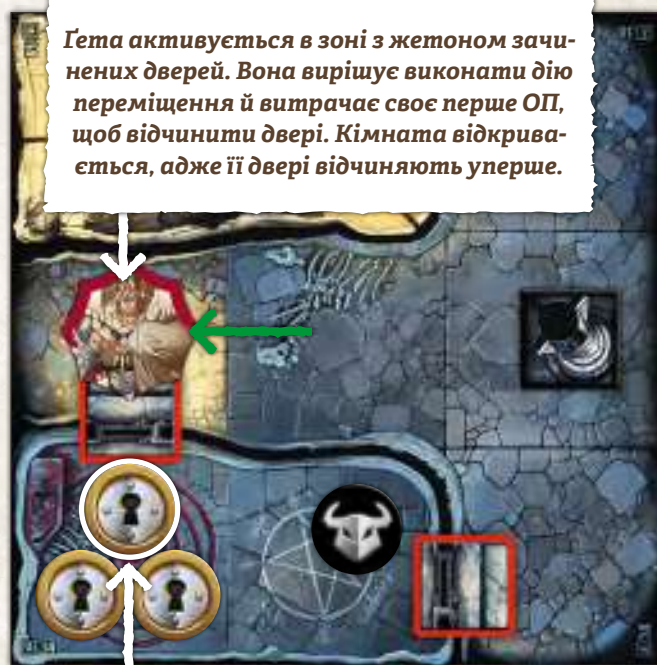 Ґета активується в зоні з жетоном зачи-
нених дверей. Вона вирішує виконати дію
переміщення й витрачає своє перше ОП,
щоб відчинити двері. Кімната відкрива-
ється, адже її двері відчиняють уперше.